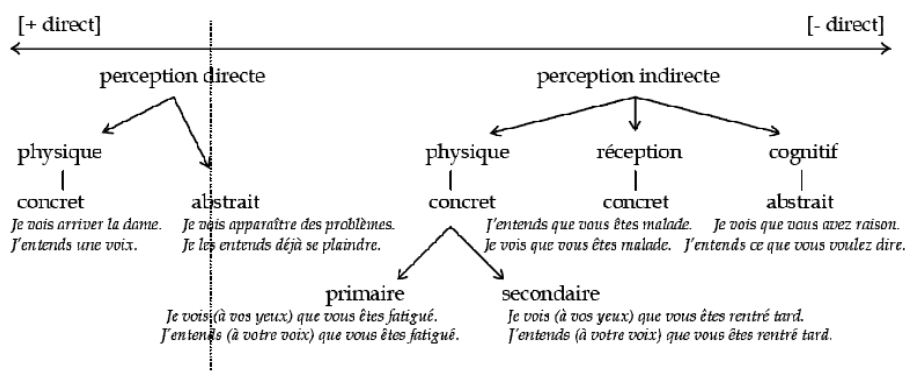 [+ direct] [- direct]
perception directe perception indirecte
physique physique réception cognitif
concret abstrait concret concret abstrait
Je vois arriver la dame. Je vois apparaître des problèmes. J'entends que vous êtes malade. Je vois que vous avez raison.
J'entends une voix. Je les entends déjà se plaindre. Je vois que vous êtes malade. J'entends ce que vous voulez dire.
primaire secondaire
Je vois (à vos yeux) que vous êtes fatigué. Je vois (à vos yeux) que vous êtes rentré tard.
J'entends (à votre voix) que vous êtes fatigué. J'entends (à votre voix) que vous êtes rentré tard.